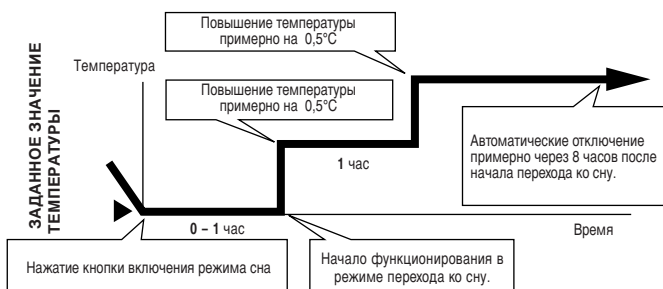 Повышение температуры
примерно на 0,5°C
Температура
Повышение температуры
примерно на 0,5°C
ЗАДАННОЕ ЗНАЧЕНИЕ
ТЕМПЕРАТУРЫ
Автоматические отключение
примерно через 8 часов после
начала перехода ко сну.
1 час
0 – 1 час
Время
Нажатие кнопки включения режима сна
Начало функционирования в
режиме перехода ко сну.